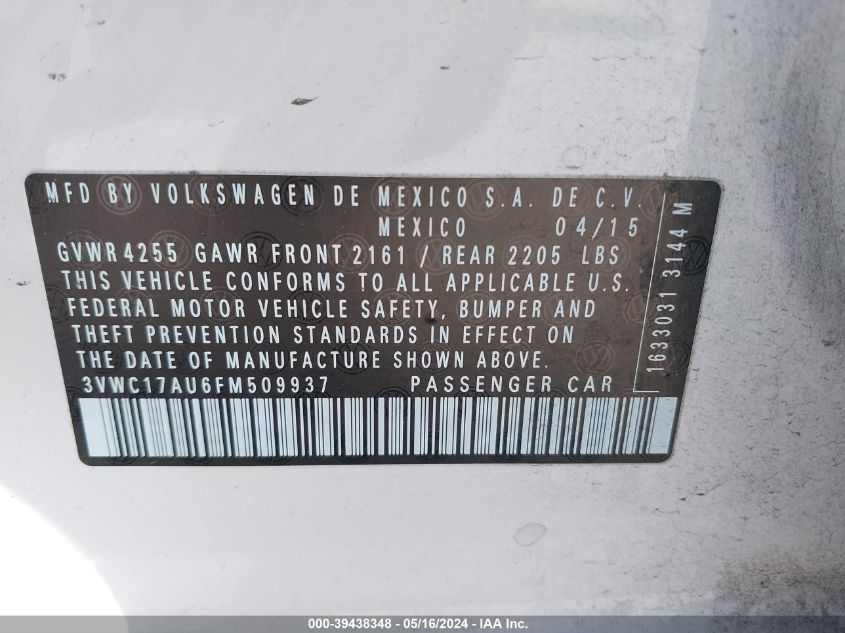 MFD BY VOLKSWAGEN DE MEXICO S.A. DE C.V.
MEXICO 04/15
GVWR 4255 GAWR FRONT 2161 / REAR 2205 LBS
THIS VEHICLE CONFORMS TO ALL APPLICABLE U.S.
FEDERAL MOTOR VEHICLE SAFETY, BUMPER AND
THEFT PREVENTION STANDARDS IN EFFECT ON
THE DATE OF MANUFACTURE SHOWN ABOVE.
3VWC17AU6FM509937 PASSENGER CAR
1633031 3144 M
000-39438348 - 05/16/2024 - IAA Inc.